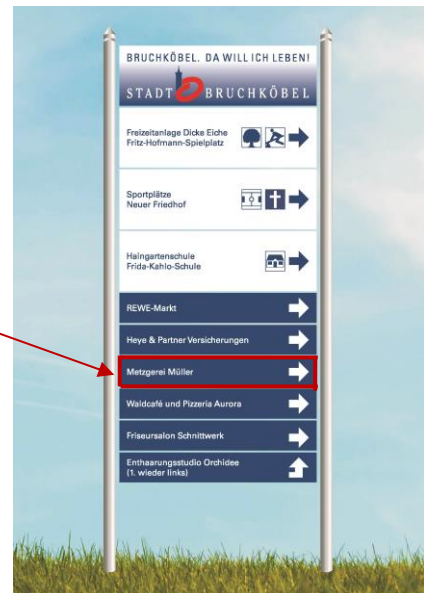 BRUCHKÖBEL. DA WILL ICH LEBEN!
STADT BRUCHKÖBEL
Freizeitanlage Dicke Eiche
Fritz-Hofmann-Spielplatz
Sportplätze
Neuer Friedhof
Haingartenschule
Frida-Kahlo-Schule
REWE-Markt
Heye & Partner Versicherungen
Metzgerei Müller
Waldcafé und Pizzeria Aurora
Friseursalon Schnittwerk
Enthaarungsstudio Orchidee
(1. wieder links)